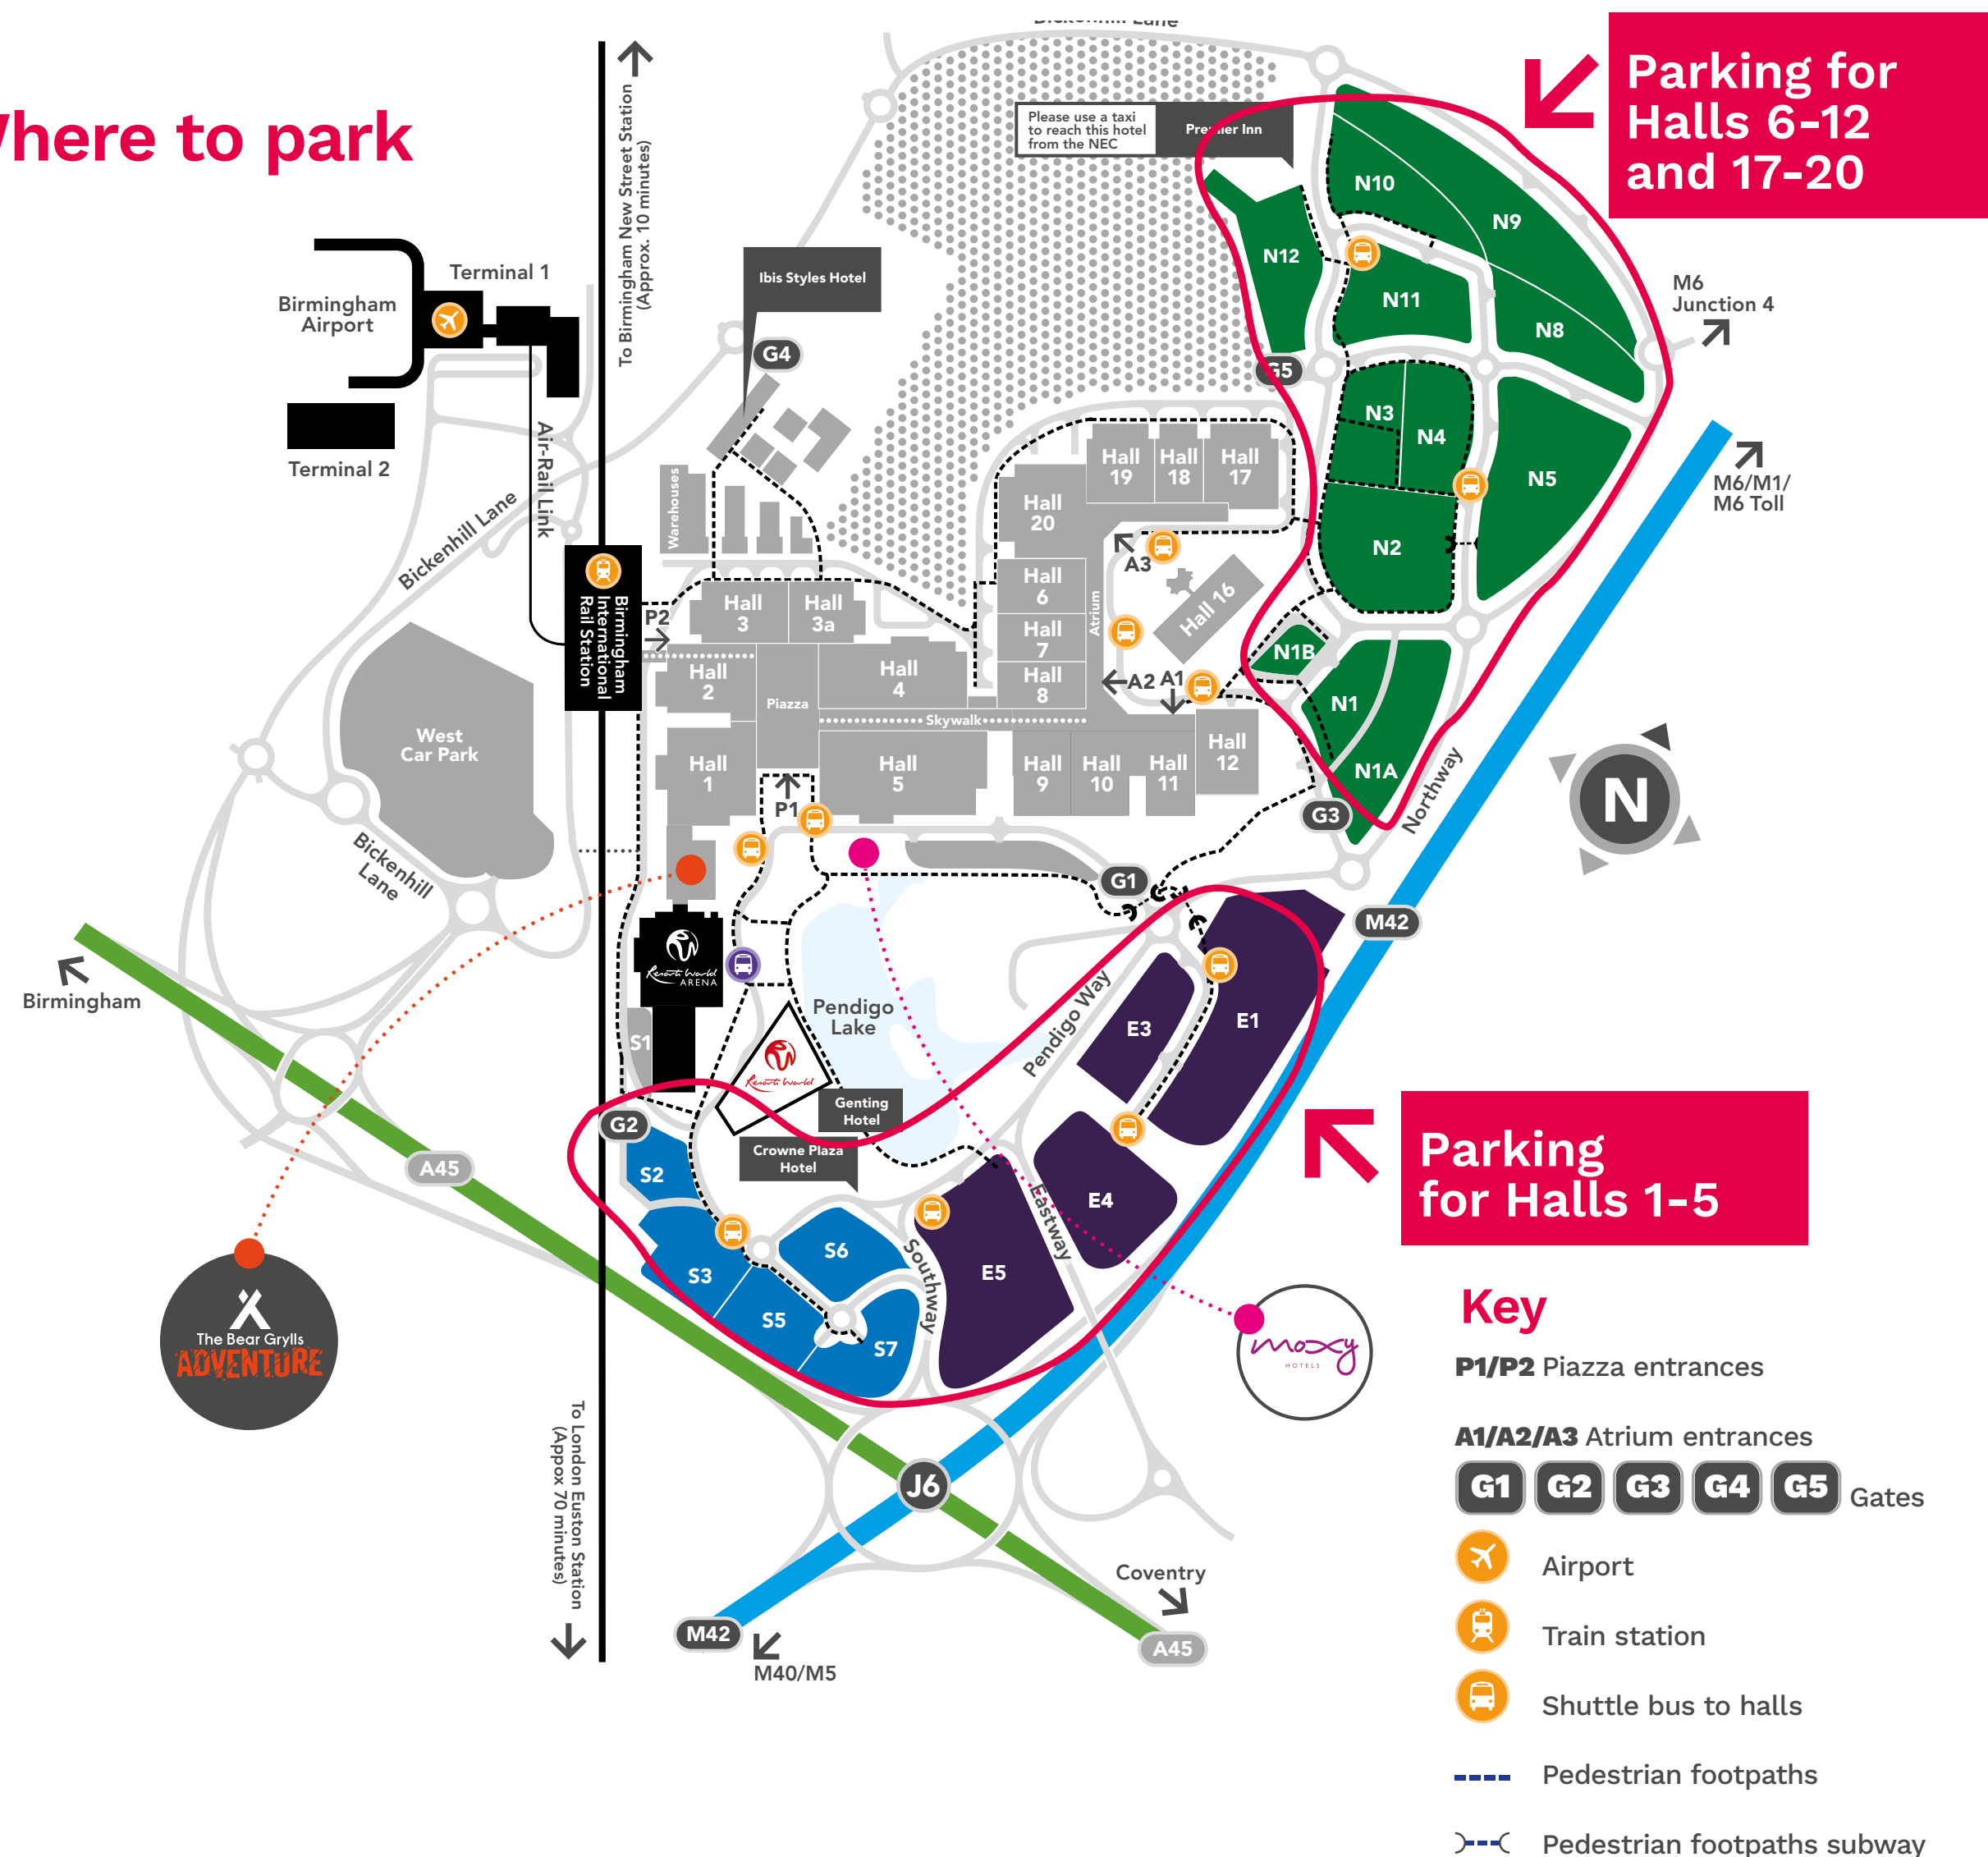 Where to park
Parking for
Halls 6-12
and 17-20
To Birmingham New Street Station
(Approx. 10 minutes)
Please use a taxi
to reach this hotel
from the NEC
Premier Inn
N10
N9
N12
N11
N8
M6
Junction 4
Terminal 1
Birmingham
Airport
Terminal 2
Air-Rail Link
Ibis Styles Hotel
G4
G5
N3
N4
N5
N2
M6/M1/
M6 Toll
Bickenhill Lane
Warehouses
Hall
19
Hall
18
Hall
17
Hall
20
A3
Hall
6
Hall
7
Hall
8
Atrium
Hall 16
N1B
N1
N1A
Birmingham
International
Rail Station
P2
Hall
3
Hall
3a
Hall
2
Hall
4
Piazza
Skywalk
A2
A1
West
Car Park
Hall
1
Hall
5
Hall
9
Hall
10
Hall
11
Hall
12
P1
G3
Northway
N
Bickenhill
Lane
G1
M42
Birmingham
Resorts World
ARENA
S1
Pendigo
Lake
Pendigo Way
E3
E1
Resorts World
Genting
Hotel
Crowne Plaza
Hotel
G2
A45
S2
S6
S3
S5
S7
Southway
E5
Eastway
E4
Parking
for Halls 1-5
The Bear Grylls
ADVENTURE
moxy
HOTELS
To London Euston Station
(Appox 70 minutes)
J6
M42
M40/M5
Coventry
A45
Key
P1/P2 Piazza entrances
A1/A2/A3 Atrium entrances
G1 G2 G3 G4 G5 Gates
Airport
Train station
Shuttle bus to halls
Pedestrian footpaths
Pedestrian footpaths subway